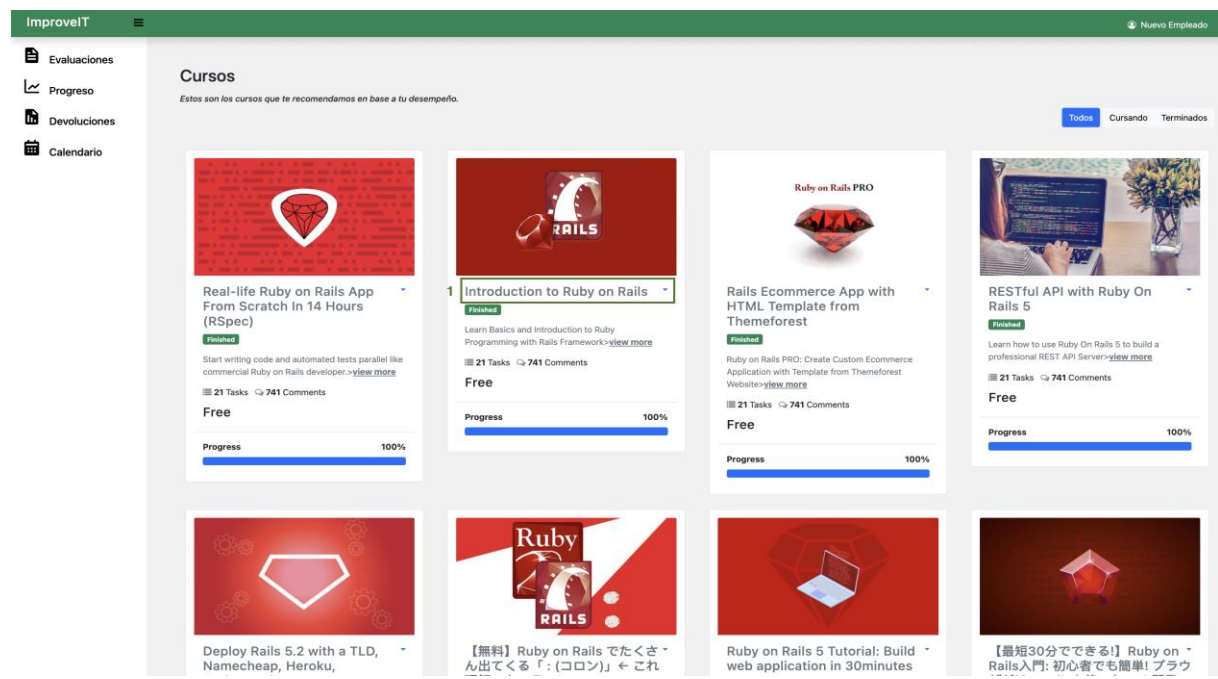 ImproveIT
Nuevo Empleado
Evaluaciones
Progreso
Devoluciones
Calendario
Cursos
Estos son los cursos que te recomendamos en base a tu desempeño.
Todos Cursando Terminados
RAILS
Ruby on Rails PRO
Real-life Ruby on Rails App
From Scratch In 14 Hours
(RSpec)
Finished
Start writing code and automated tests parallel like
commercial Ruby on Rails developer.>view more
21 Tasks 741 Comments
Free
Progress 100%
1 Introduction to Ruby on Rails
Finished
Learn Basics and Introduction to Ruby
Programming with Rails Framework>view more
21 Tasks 741 Comments
Free
Progress 100%
Rails Ecommerce App with
HTML Template from
Themeforest
Finished
Ruby on Rails PRO: Create Custom Ecommerce
Application with Template from Themeforest
Website>view more
21 Tasks 741 Comments
Free
Progress 100%
RESTful API with Ruby On
Rails 5
Finished
Learn how to use Ruby On Rails 5 to build a
professional REST API Server>view more
21 Tasks 741 Comments
Free
Progress 100%
Ruby
RAILS
Deploy Rails 5.2 with a TLD,
Namecheap, Heroku,
【無料】Ruby on Rails でたくさ
ん出てくる「 : (コロン)」← これ
Ruby on Rails 5 Tutorial: Build
web application in 30minutes
【最短30分でできる!】Ruby on
Rails入門: 初心者でも簡単! ブラウ